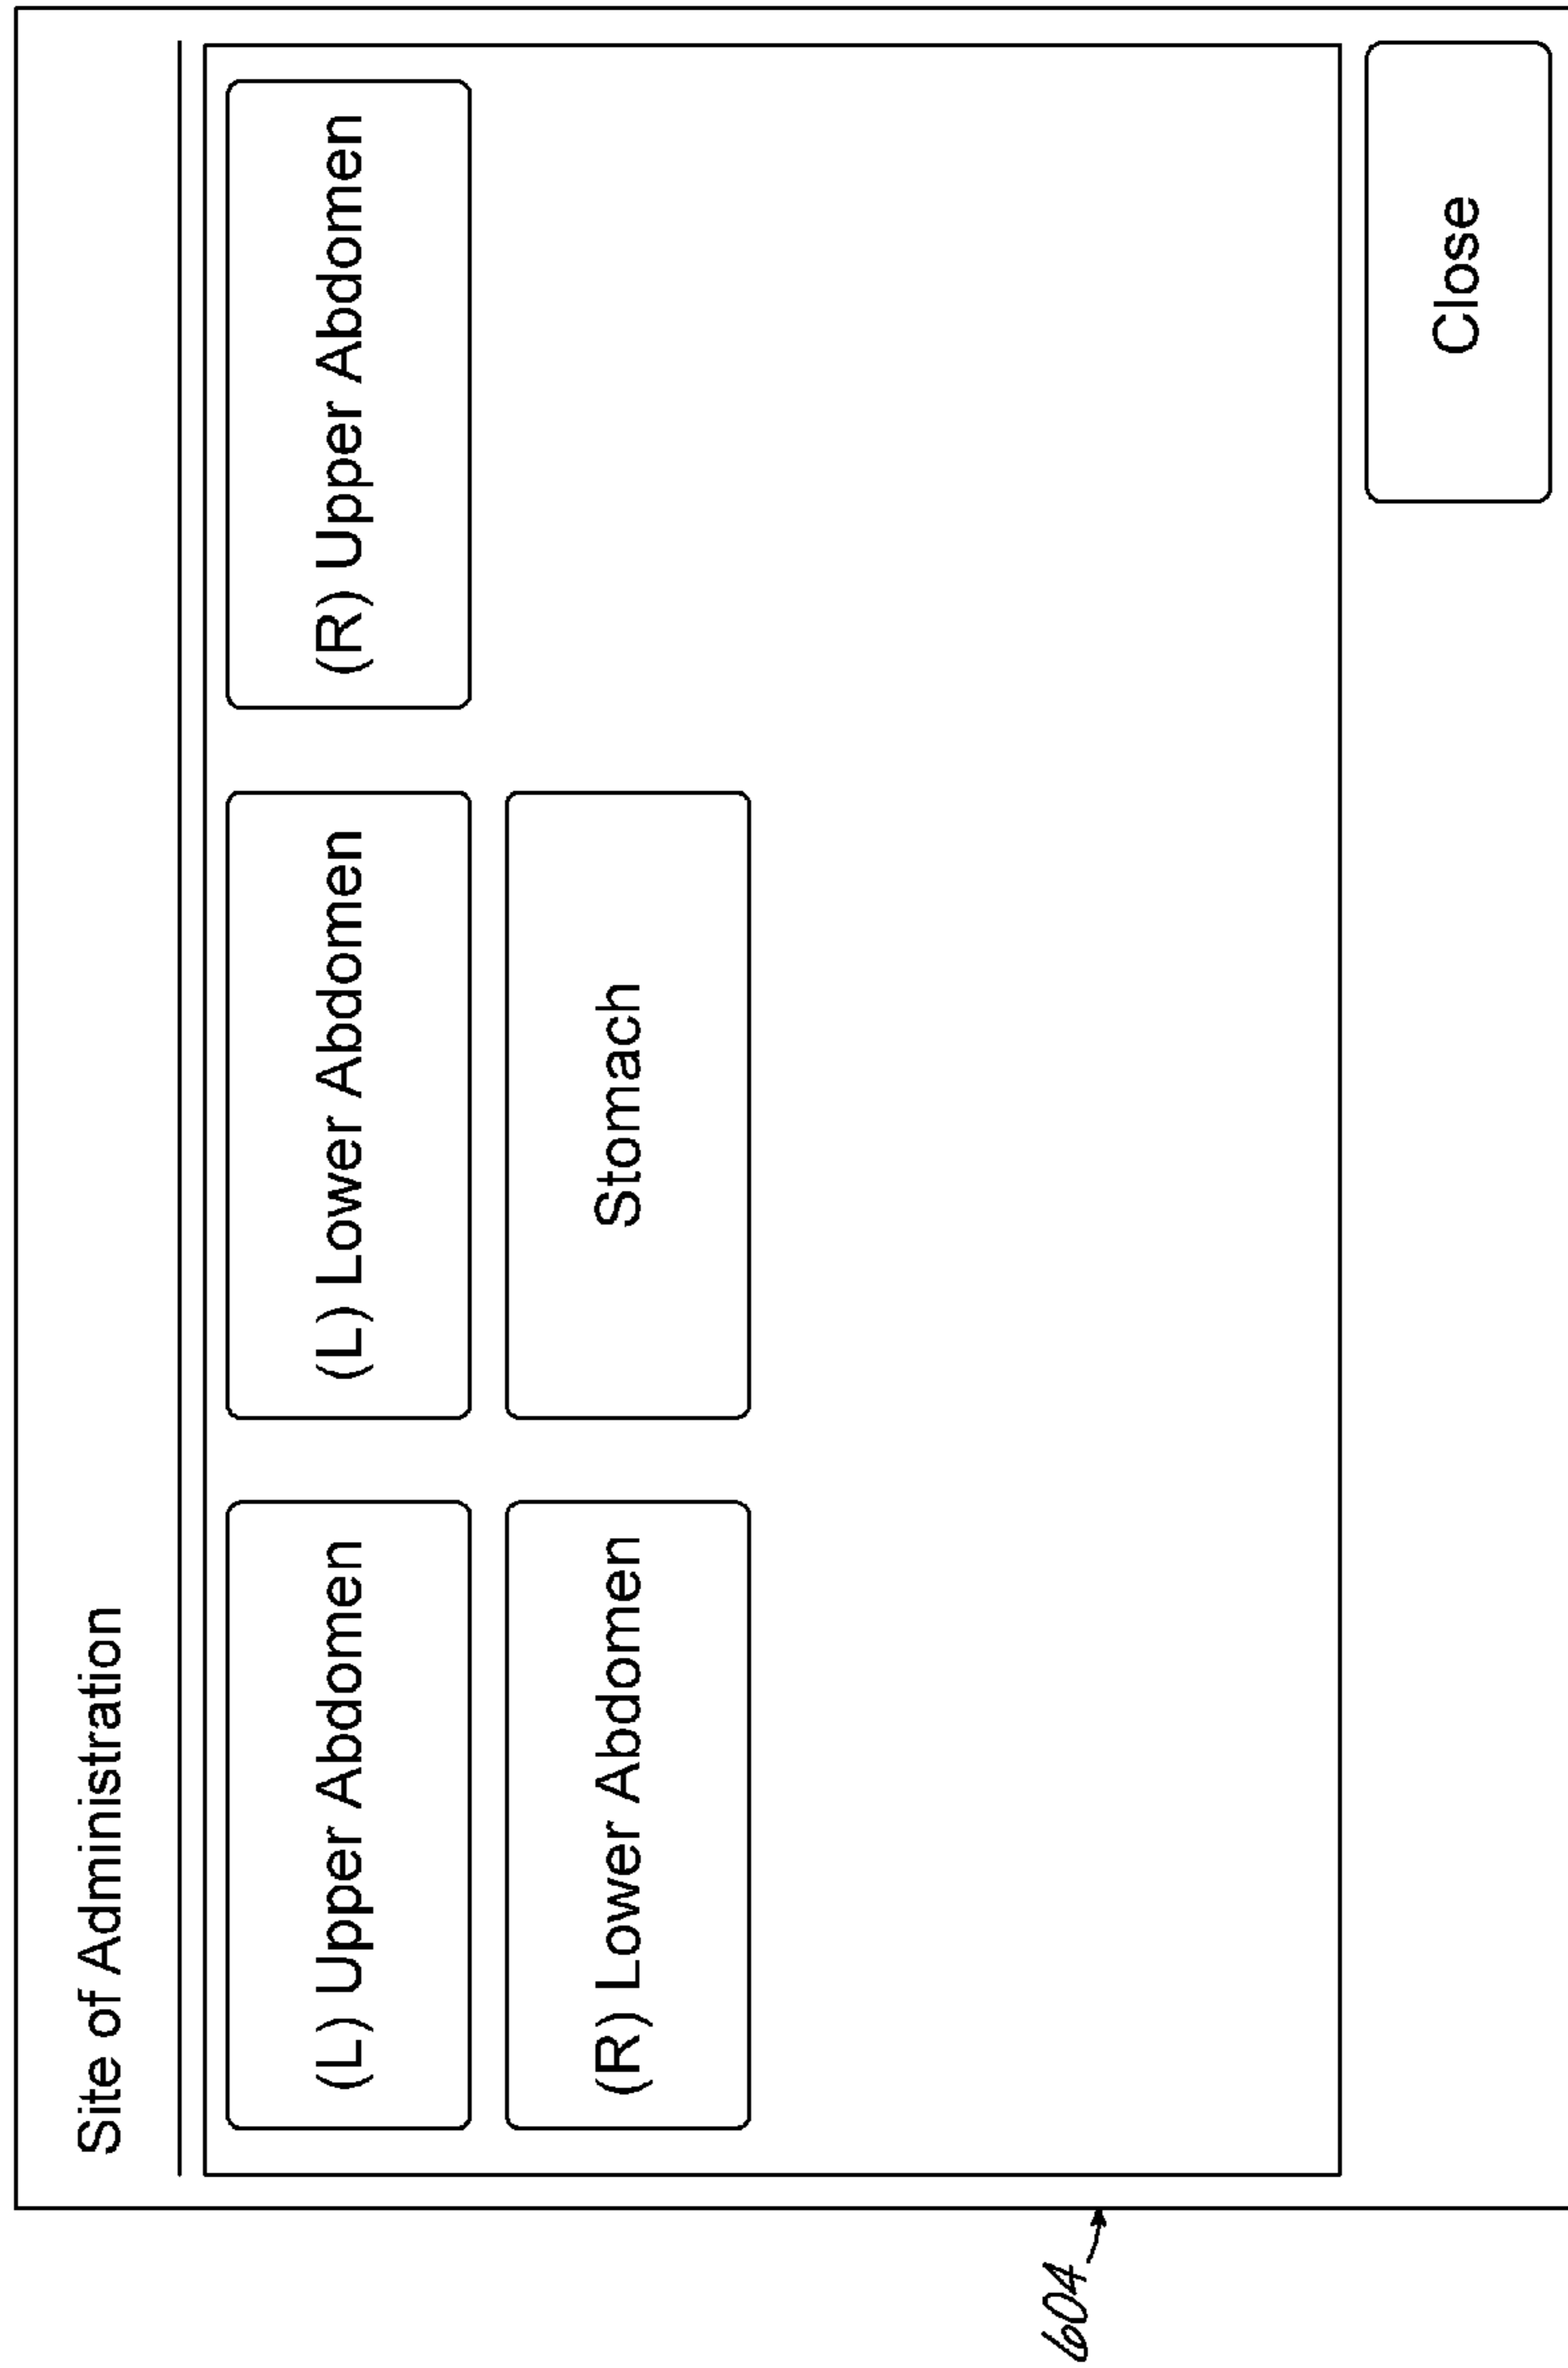 Site of Administration
(L) Upper Abdomen
(L) Lower Abdomen
(R) Upper Abdomen
(R) Lower Abdomen
Stomach
Close
604